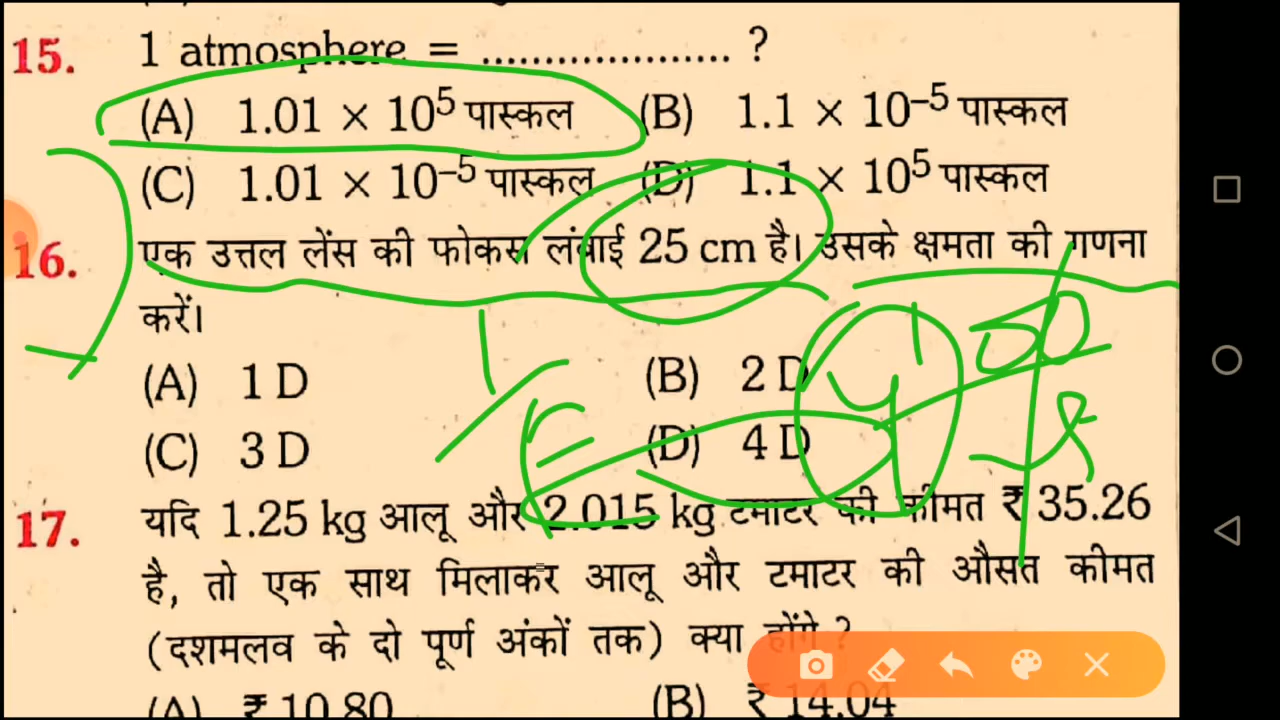 15. 1 atmosphere = ..................... ?
(A) 1.01 × 10⁵ पास्कल (B) 1.1 × 10⁻⁵ पास्कल
(C) 1.01 × 10⁻⁵ पास्कल (D) 1.1 × 10⁵ पास्कल
16. एक उत्तल लेंस की फोकस लंबाई 25 cm है। उसके क्षमता की गणना
करें।
(A) 1 D (B) 2 D
(C) 3 D (D) 4 D
17. यदि 1.25 kg आलू और 2.015 kg टमाटर की कीमत ₹ 35.26
है, तो एक साथ मिलाकर आलू और टमाटर की औसत कीमत
(दशमलव के दो पूर्ण अंकों तक) क्या होंगे ?
(A) ₹ 10.80 (B) ₹ 14.04